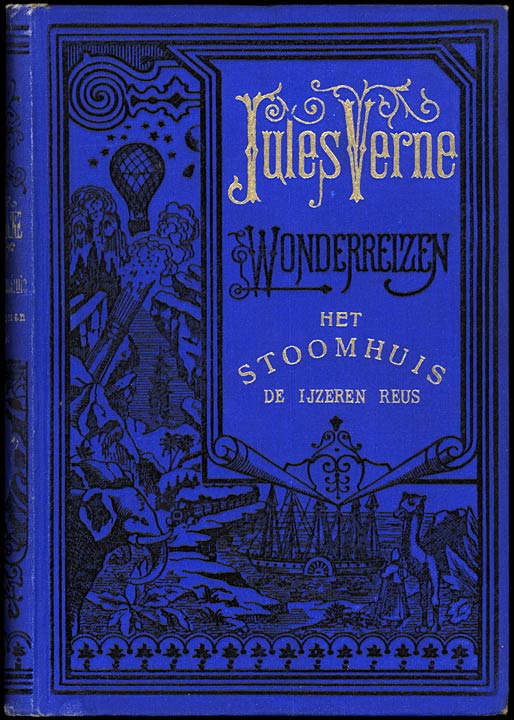 Jules Verne
WONDERREIZEN
HET
STOOMHUIS
DE IJZEREN REUS